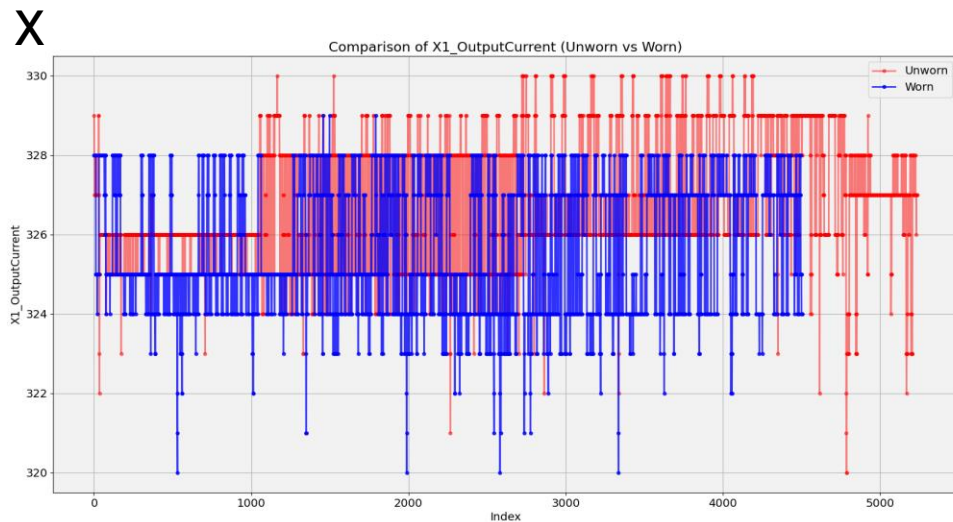 X
Comparison of X1_OutputCurrent (Unworn vs Worn)
330
328
326
324
322
320
X1_OutputCurrent
Unworn
Worn
0
1000
2000
3000
4000
5000
Index